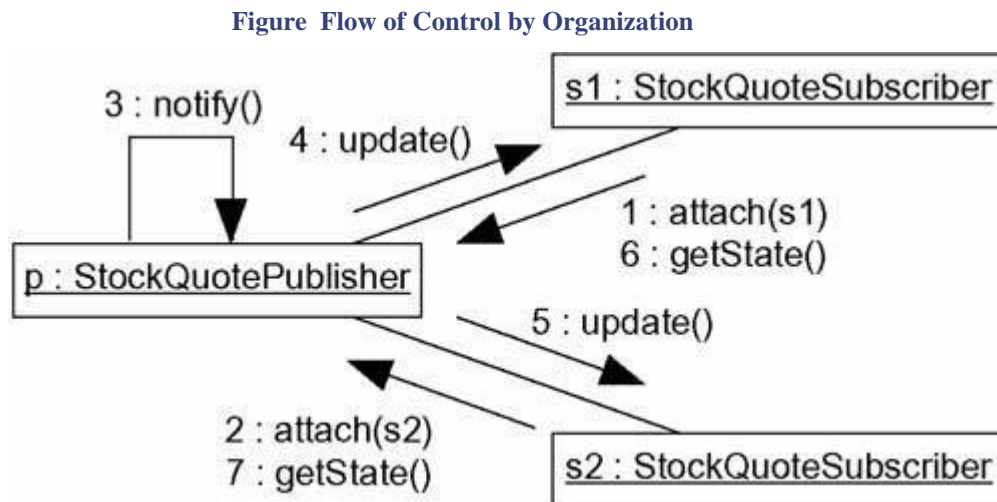 Figure Flow of Control by Organization
s1 : StockQuoteSubscriber
3 : notify()
4 : update()
1 : attach(s1)
6 : getState()
p : StockQuotePublisher
5 : update()
2 : attach(s2)
7 : getState()
s2 : StockQuoteSubscriber